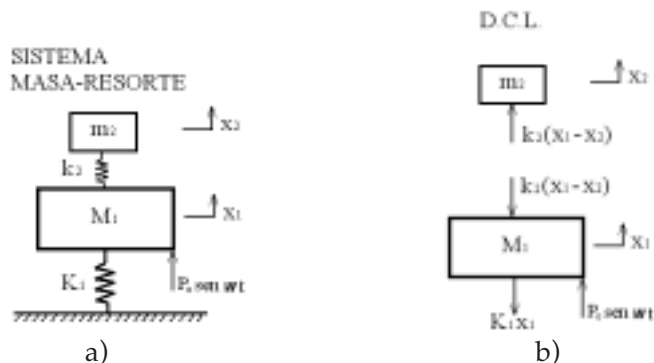 D.C.L.
SISTEMA
MASA-RESORTE
m₂
x₂
k₂
M₁
x₁
K₁
P₀ sen wt
a)
m₂
x₂
k₂(x₁-x₂)
k₂(x₁-x₂)
M₁
x₁
K₁x₁
P₀ sen wt
b)